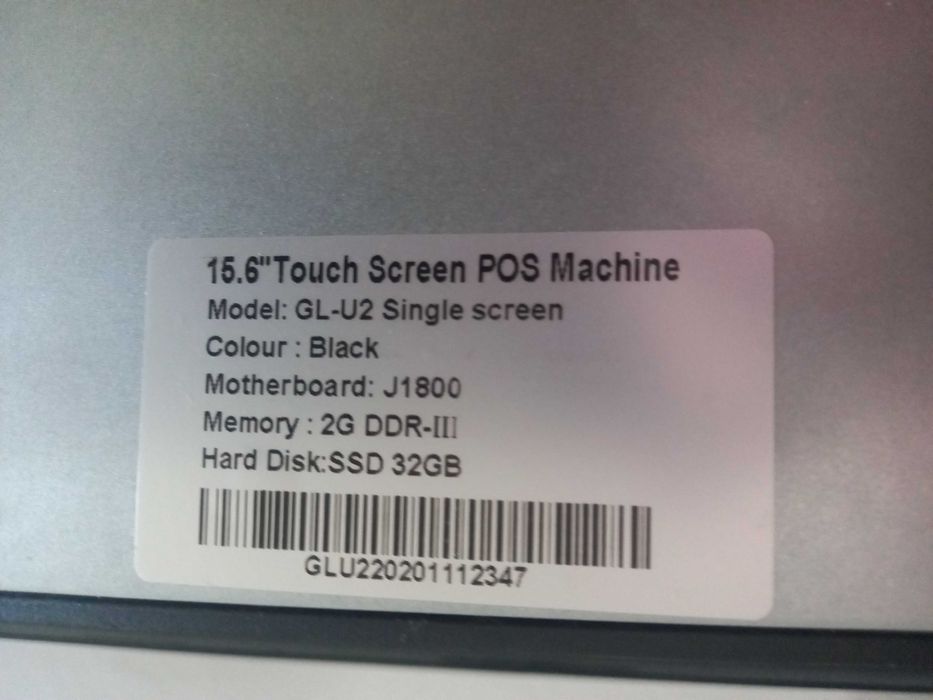 15.6"Touch Screen POS Machine
Model: GL-U2 Single screen
Colour : Black
Motherboard: J1800
Memory : 2G DDR-III
Hard Disk:SSD 32GB
GLU220201112347